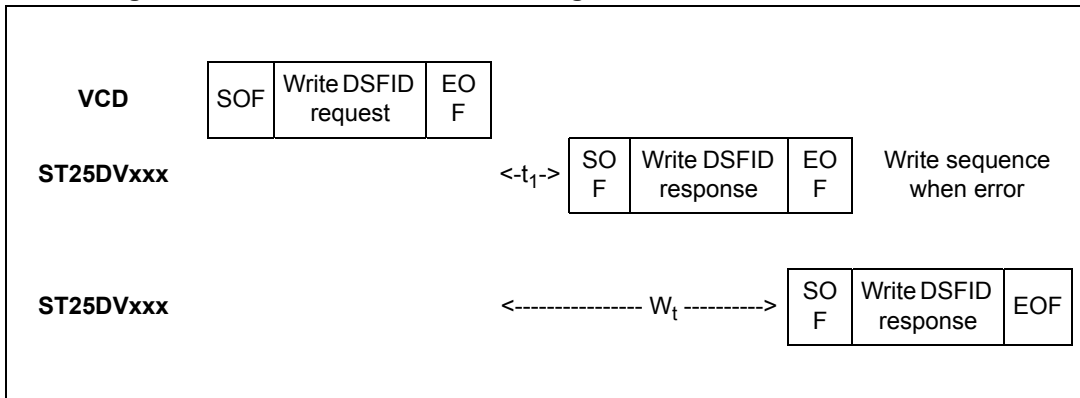 VCD SOF Write DSFID request EO F
ST25DVxxx <-t1-> SO F Write DSFID response EO F Write sequence when error
ST25DVxxx <---------------- Wt ----------> SO F Write DSFID response EOF